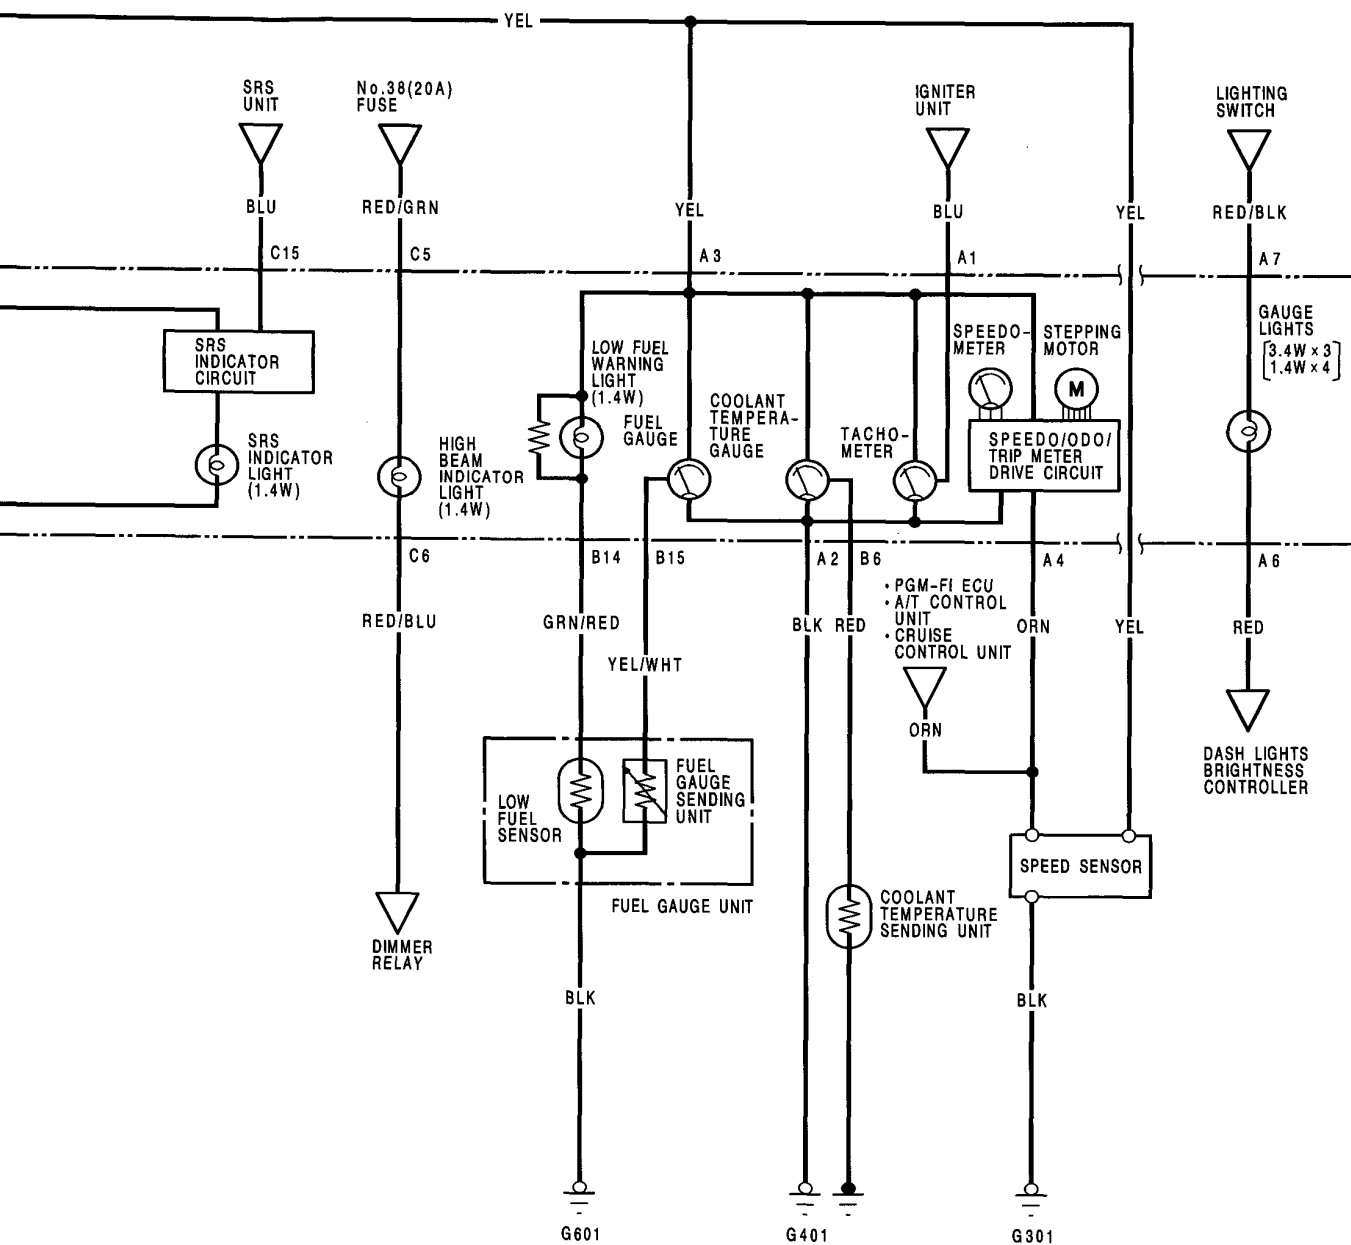 YEL
SRS
UNIT
No.38(20A)
FUSE
IGNITER
UNIT
LIGHTING
SWITCH
BLU
RED/GRN
YEL
BLU
YEL
RED/BLK
C15
C5
A3
A1
A7
SRS
INDICATOR
CIRCUIT
SRS
INDICATOR
LIGHT
(1.4W)
HIGH
BEAM
INDICATOR
LIGHT
(1.4W)
LOW FUEL
WARNING
LIGHT
(1.4W)
FUEL
GAUGE
COOLANT
TEMPERA-
TURE
GAUGE
TACHO-
METER
SPEEDO-
METER
STEPPING
MOTOR
M
SPEEDO/ODO/
TRIP METER
DRIVE CIRCUIT
GAUGE
LIGHTS
[3.4W×3
1.4W×4]
C6
B14
B15
A2
B6
A4
A6
• PGM-FI ECU
• A/T CONTROL
UNIT
• CRUISE
CONTROL UNIT
RED/BLU
GRN/RED
YEL/WHT
BLK
RED
ORN
YEL
RED
ORN
LOW
FUEL
SENSOR
FUEL
GAUGE
SENDING
UNIT
FUEL GAUGE UNIT
COOLANT
TEMPERATURE
SENDING UNIT
SPEED SENSOR
DASH LIGHTS
BRIGHTNESS
CONTROLLER
DIMMER
RELAY
BLK
BLK
G601
G401
G301